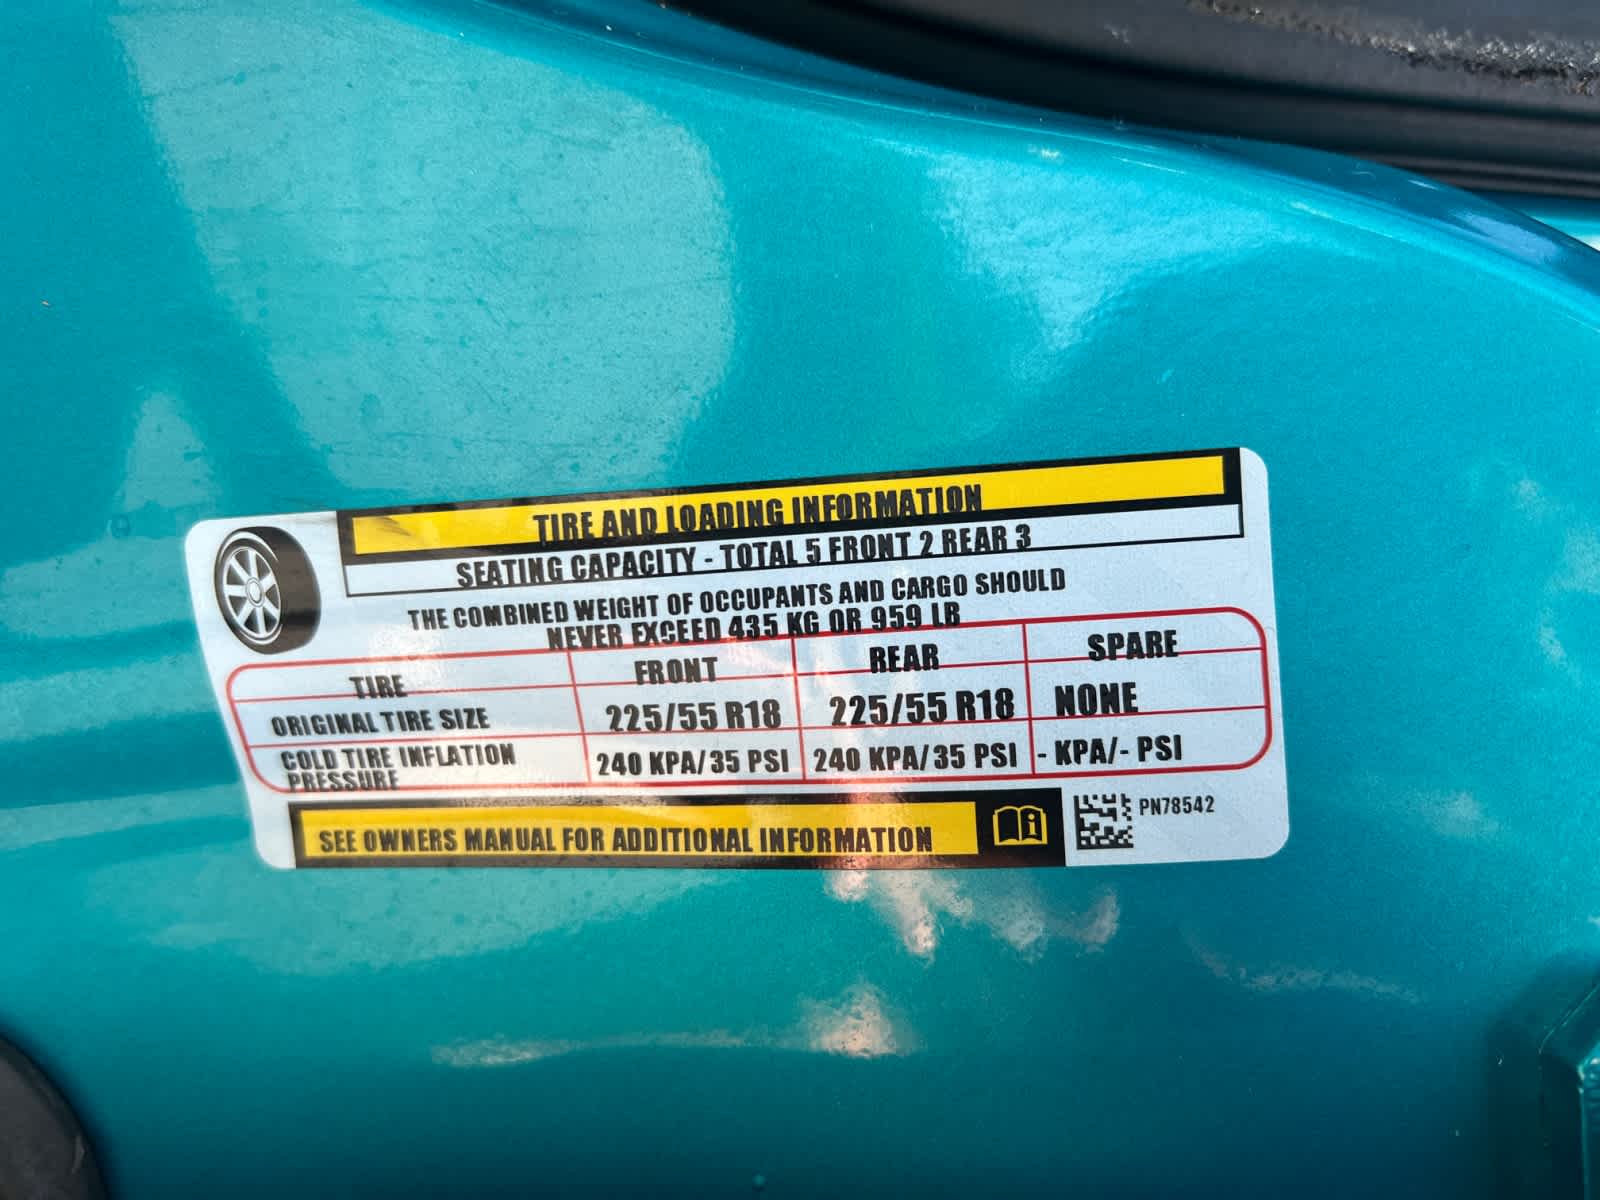 TIRE AND LOADING INFORMATION
SEATING CAPACITY - TOTAL 5 FRONT 2 REAR 3
THE COMBINED WEIGHT OF OCCUPANTS AND CARGO SHOULD
NEVER EXCEED 435 KG OR 959 LB
TIRE FRONT REAR SPARE
ORIGINAL TIRE SIZE 225/55 R18 225/55 R18 NONE
COLD TIRE INFLATION
PRESSURE 240 KPA/35 PSI 240 KPA/35 PSI - KPA/- PSI
SEE OWNERS MANUAL FOR ADDITIONAL INFORMATION
PN78542